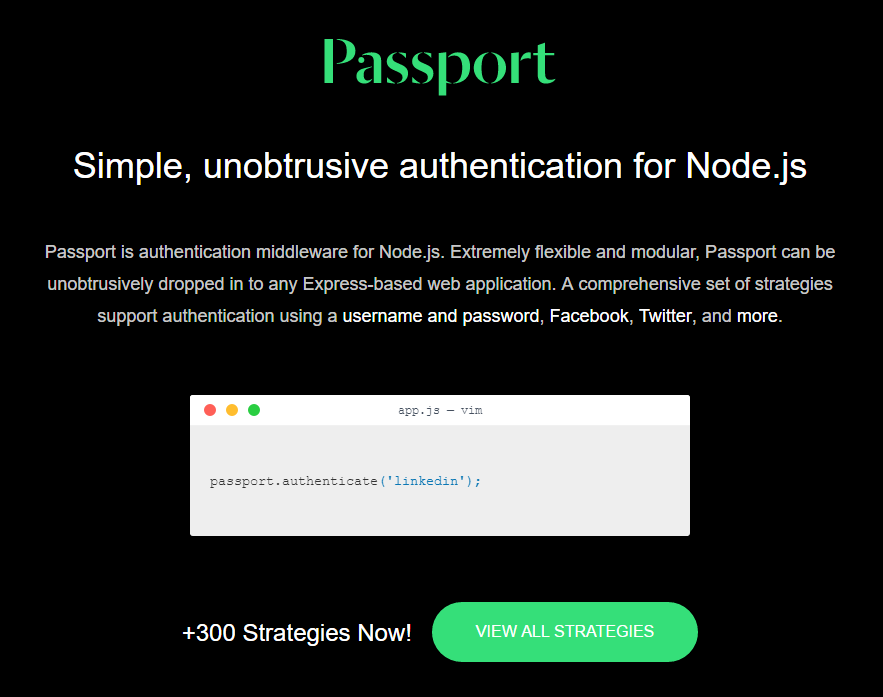 Passport
Simple, unobtrusive authentication for Node.js
Passport is authentication middleware for Node.js. Extremely flexible and modular, Passport can be
unobtrusively dropped in to any Express-based web application. A comprehensive set of strategies
support authentication using a username and password, Facebook, Twitter, and more.
app.js — vim
passport.authenticate('linkedin');
+300 Strategies Now!
VIEW ALL STRATEGIES